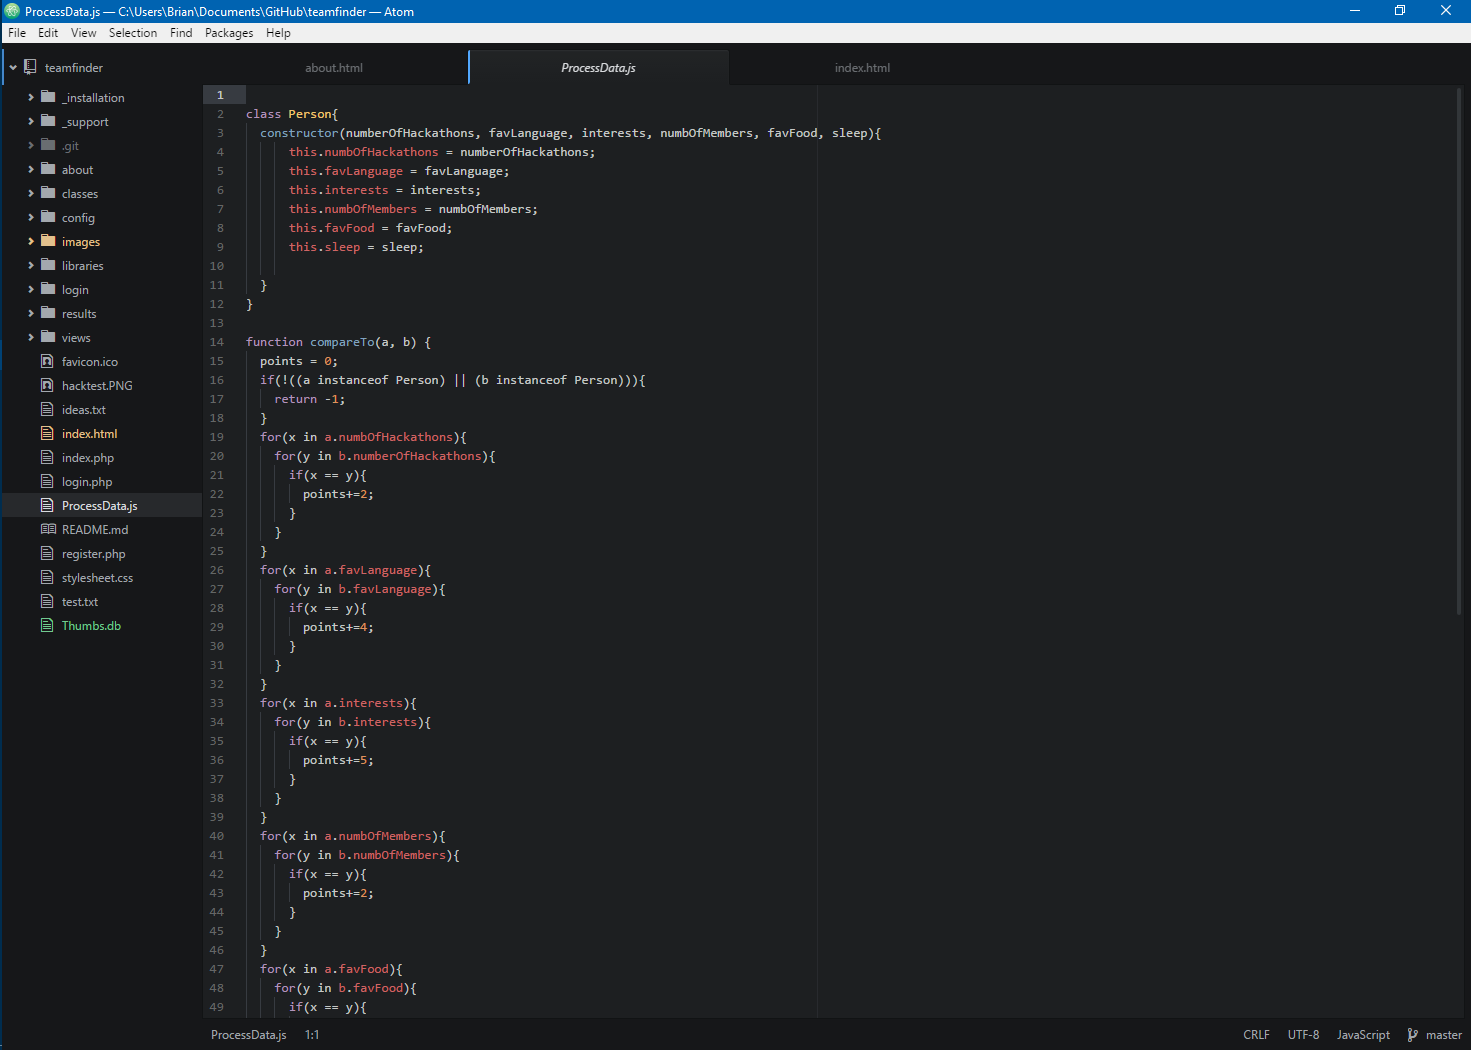 ProcessData.js — C:\Users\Brian\Documents\GitHub\teamfinder — Atom
File Edit View Selection Find Packages Help
teamfinder
_installation
_support
.git
about
classes
config
images
libraries
login
results
views
favicon.ico
hacktest.PNG
ideas.txt
index.html
index.php
login.php
ProcessData.js
README.md
register.php
stylesheet.css
test.txt
Thumbs.db
about.html ProcessData.js index.html
1
2 class Person{
3 constructor(numberOfHackathons, favLanguage, interests, numbOfMembers, favFood, sleep){
4 this.numbOfHackathons = numberOfHackathons;
5 this.favLanguage = favLanguage;
6 this.interests = interests;
7 this.numbOfMembers = numbOfMembers;
8 this.favFood = favFood;
9 this.sleep = sleep;
10
11 }
12 }
13
14 function compareTo(a, b) {
15 points = 0;
16 if(!((a instanceof Person) || (b instanceof Person))){
17 return -1;
18 }
19 for(x in a.numbOfHackathons){
20 for(y in b.numberOfHackathons){
21 if(x == y){
22 points+=2;
23 }
24 }
25 }
26 for(x in a.favLanguage){
27 for(y in b.favLanguage){
28 if(x == y){
29 points+=4;
30 }
31 }
32 }
33 for(x in a.interests){
34 for(y in b.interests){
35 if(x == y){
36 points+=5;
37 }
38 }
39 }
40 for(x in a.numbOfMembers){
41 for(y in b.numbOfMembers){
42 if(x == y){
43 points+=2;
44 }
45 }
46 }
47 for(x in a.favFood){
48 for(y in b.favFood){
49 if(x == y){
ProcessData.js 1:1 CRLF UTF-8 JavaScript master